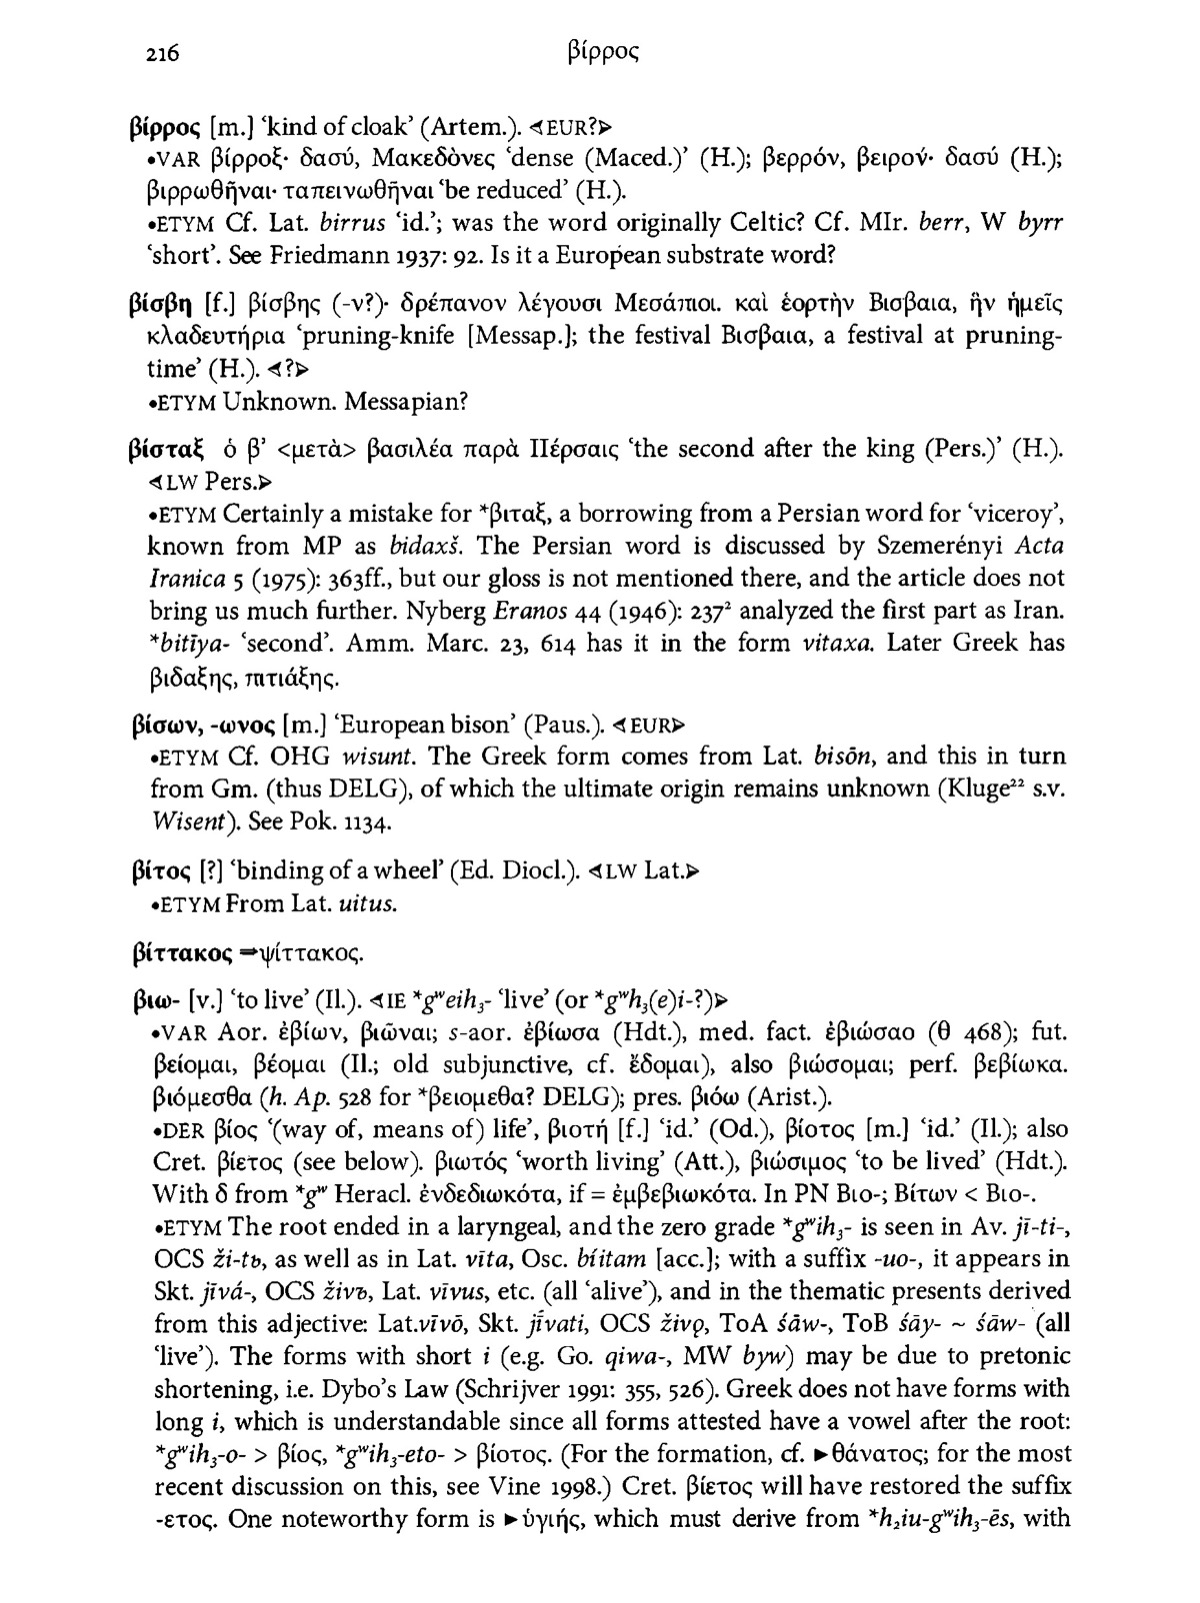 216
βίρρος
βίρρος [m.] ‘kind of cloak’ (Artem.). ⋖EUR?⋗
•VAR βίρροξ· δασύ, Μακεδὸνες ‘dense (Maced.)’ (H.); βερρόν, βειρού· δασύ (H.);
βιρρωθῆναι· ταπεινωθῆναι ‘be reduced’ (H.).
•ETYM Cf. Lat. birrus ‘id.’; was the word originally Celtic? Cf. MIr. berr, W byrr
‘short’. See Friedmann 1937: 92. Is it a European substrate word?
βίσβη [f.] βίσβης (-ν?)· δρέπανον λέγουσι Μεσάπιοι. καὶ ἑορτὴν Βισβαια, ἣν ἡμεῖς
κλαδευτήρια ‘pruning-knife [Messap.]; the festival Βισβαια, a festival at pruning-
time’ (H.). ⋖?⋗
•ETYM Unknown. Messapian?
βίσταξ ὁ β’ <μετὰ> βασιλέα παρὰ Πέρσαις ‘the second after the king (Pers.)’ (H.).
⋖LW Pers.⋗
•ETYM Certainly a mistake for *βιταξ, a borrowing from a Persian word for ‘viceroy’,
known from MP as bidaxš. The Persian word is discussed by Szemerényi Acta
Iranica 5 (1975): 363ff., but our gloss is not mentioned there, and the article does not
bring us much further. Nyberg Eranos 44 (1946): 237² analyzed the first part as Iran.
*bitīya- ‘second’. Amm. Marc. 23, 614 has it in the form vitaxa. Later Greek has
βιδαξης, πιτιάξης.
βίσων, -ωνος [m.] ‘European bison’ (Paus.). ⋖EUR⋗
•ETYM Cf. OHG wisunt. The Greek form comes from Lat. bisōn, and this in turn
from Gm. (thus DELG), of which the ultimate origin remains unknown (Kluge²² s.v.
Wisent). See Pok. 1134.
βίτος [?] ‘binding of a wheel’ (Ed. Diocl.). ⋖LW Lat.⋗
•ETYM From Lat. uitus.
βίττακος ⇒ψίττακος.
βιω- [v.] ‘to live’ (Il.). ⋖IE *gʷeih₃- ‘live’ (or *gʷh₃(e)i-?)⋗
•VAR Aor. ἐβίων, βιῶναι; s-aor. ἐβίωσα (Hdt.), med. fact. ἐβιώσαο (θ 468); fut.
βείομαι, βέομαι (Il.; old subjunctive, cf. ἔδομαι), also βιώσομαι; perf. βεβίωκα.
βιόμεσθα (h. Ap. 528 for *βειομεθα? DELG); pres. βιόω (Arist.).
•DER βίος ‘(way of, means of) life’, βιοτή [f.] ‘id.’ (Od.), βίοτος [m.] ‘id.’ (Il.); also
Cret. βίετος (see below). βιωτός ‘worth living’ (Att.), βιώσιμος ‘to be lived’ (Hdt.).
With δ from *gʷ Heracl. ἐνδεδιωκότα, if = ἐμβεβιωκότα. In PN Βιο-; Βίτων < Βιο-.
•ETYM The root ended in a laryngeal, and the zero grade *gʷih₃- is seen in Av. jī-ti-,
OCS ži-tь, as well as in Lat. vīta, Osc. bíitam [acc.]; with a suffix -uo-, it appears in
Skt. jīvá-, OCS živъ, Lat. vīvus, etc. (all ‘alive’), and in the thematic presents derived
from this adjective: Lat.vīvō, Skt. jī́vati, OCS živǫ, ToA śāw-, ToB śāy- ~ śāw- (all
‘live’). The forms with short i (e.g. Go. qiwa-, MW byw) may be due to pretonic
shortening, i.e. Dybo’s Law (Schrijver 1991: 355, 526). Greek does not have forms with
long i, which is understandable since all forms attested have a vowel after the root:
*gʷih₃-o- > βίος, *gʷih₃-eto- > βίοτος. (For the formation, cf. ►θάνατος; for the most
recent discussion on this, see Vine 1998.) Cret. βίετος will have restored the suffix
-ετος. One noteworthy form is ►ὑγιής, which must derive from *h₂iu-gʷih₃-ēs, with